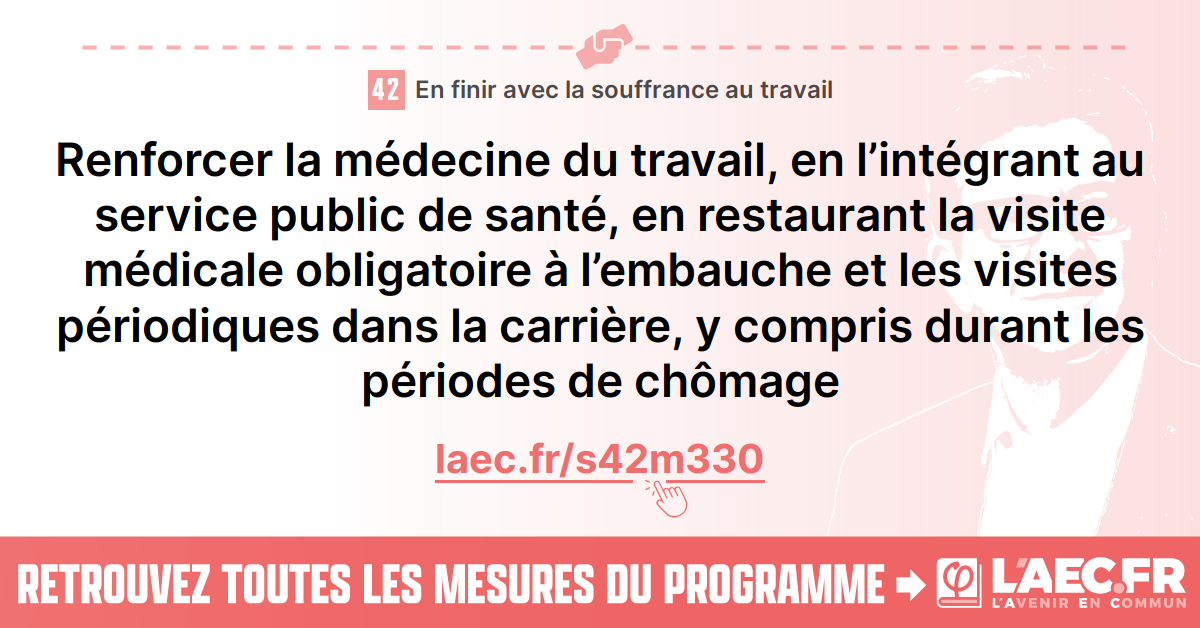 42 En finir avec la souffrance au travail
Renforcer la médecine du travail, en l’intégrant au
service public de santé, en restaurant la visite
médicale obligatoire à l’embauche et les visites
périodiques dans la carrière, y compris durant les
périodes de chômage
laec.fr/s42m330
RETROUVEZ TOUTES LES MESURES DU PROGRAMME
φ L'AEC.FR
L'AVENIR EN COMMUN